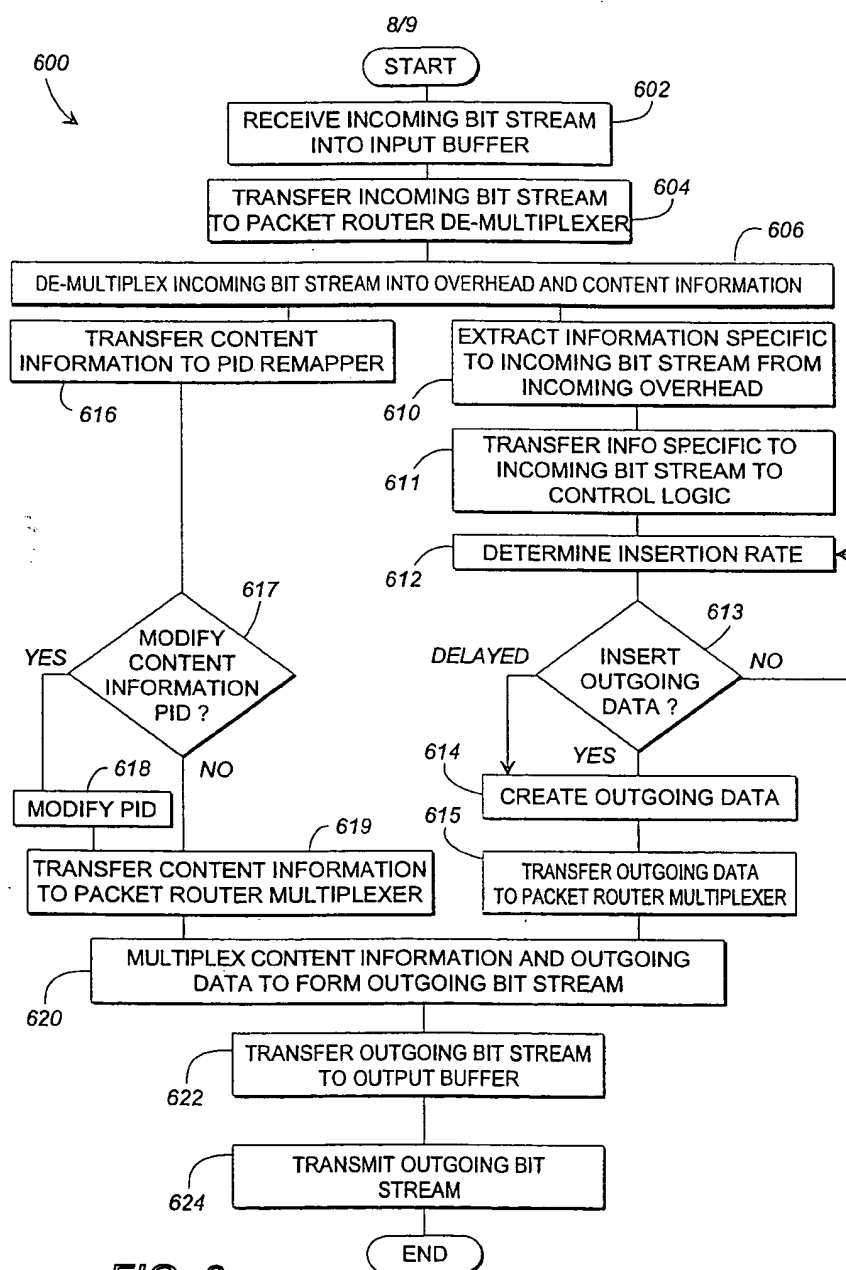 8/9
600
START
602
RECEIVE INCOMING BIT STREAM
INTO INPUT BUFFER
604
TRANSFER INCOMING BIT STREAM
TO PACKET ROUTER DE-MULTIPLEXER
606
DE-MULTIPLEX INCOMING BIT STREAM INTO OVERHEAD AND CONTENT INFORMATION
TRANSFER CONTENT
INFORMATION TO PID REMAPPER
616
EXTRACT INFORMATION SPECIFIC
TO INCOMING BIT STREAM FROM
INCOMING OVERHEAD
610
TRANSFER INFO SPECIFIC TO
INCOMING BIT STREAM TO
CONTROL LOGIC
611
DETERMINE INSERTION RATE
612
617
MODIFY
CONTENT
INFORMATION
PID ?
YES
NO
613
INSERT
OUTGOING
DATA ?
DELAYED
NO
YES
618
MODIFY PID
614
CREATE OUTGOING DATA
619
TRANSFER CONTENT INFORMATION
TO PACKET ROUTER MULTIPLEXER
615
TRANSFER OUTGOING DATA
TO PACKET ROUTER MULTIPLEXER
MULTIPLEX CONTENT INFORMATION AND OUTGOING
DATA TO FORM OUTGOING BIT STREAM
620
TRANSFER OUTGOING BIT STREAM
TO OUTPUT BUFFER
622
TRANSMIT OUTGOING BIT
STREAM
624
END
FIG.